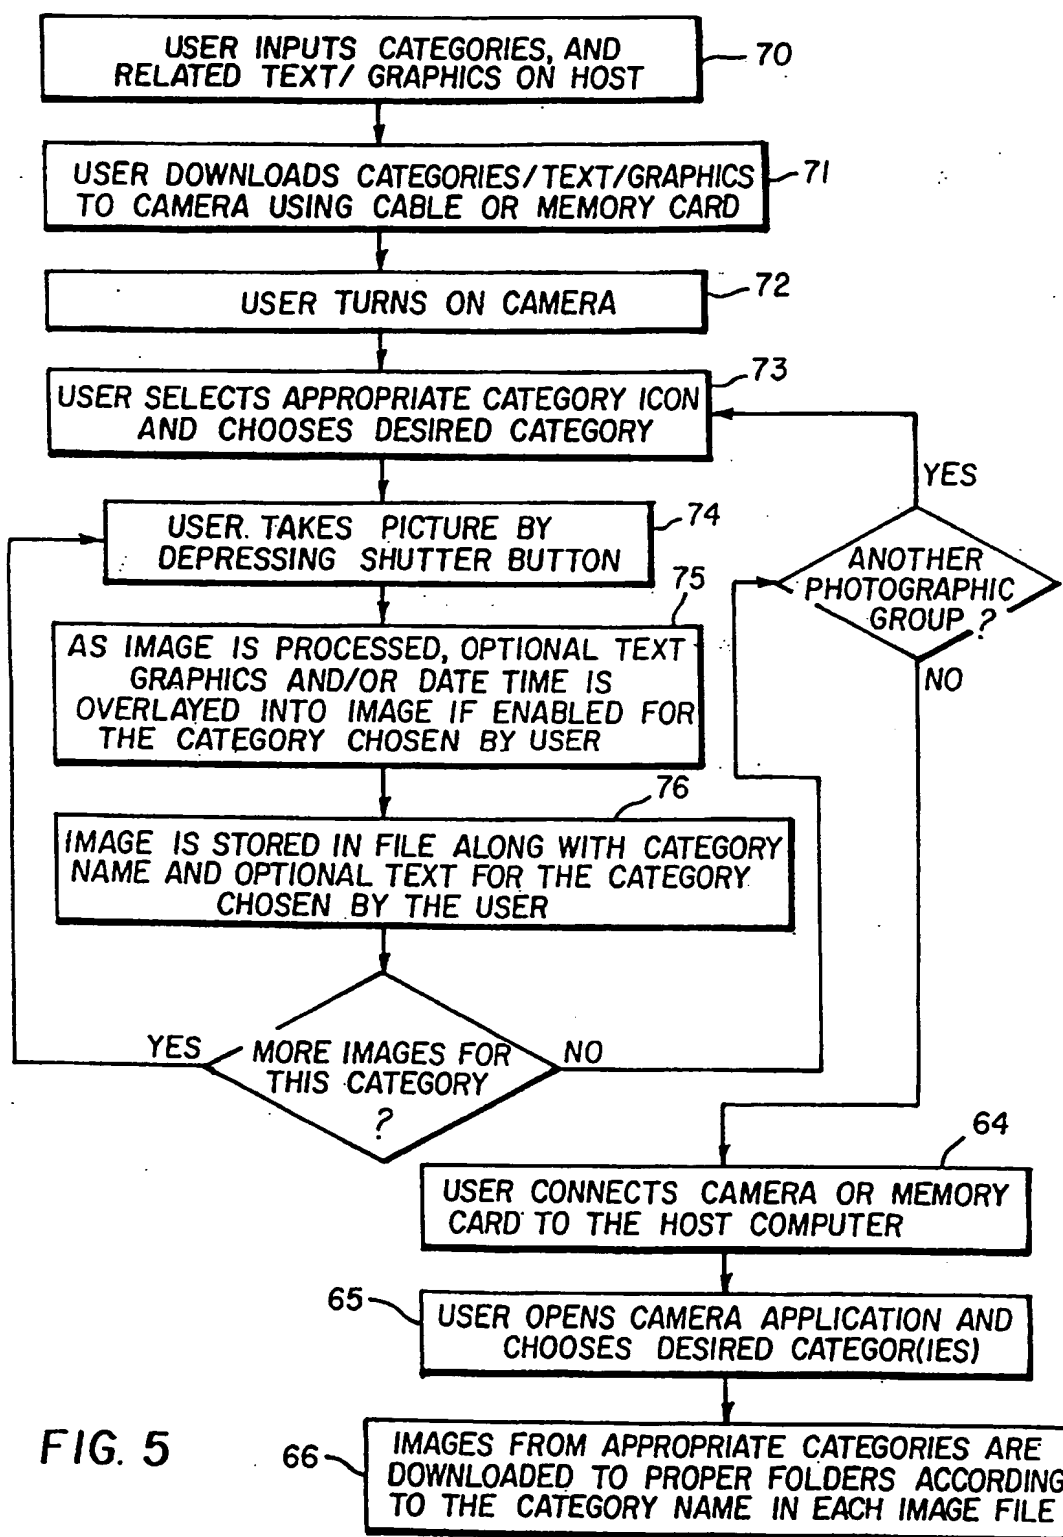 USER INPUTS CATEGORIES, AND
RELATED TEXT/ GRAPHICS ON HOST
70
USER DOWNLOADS CATEGORIES/TEXT/GRAPHICS
TO CAMERA USING CABLE OR MEMORY CARD
71
USER TURNS ON CAMERA
72
USER SELECTS APPROPRIATE CATEGORY ICON
AND CHOOSES DESIRED CATEGORY
73
USER TAKES PICTURE BY
DEPRESSING SHUTTER BUTTON
74
AS IMAGE IS PROCESSED, OPTIONAL TEXT
GRAPHICS AND/OR DATE TIME IS
OVERLAYED INTO IMAGE IF ENABLED FOR
THE CATEGORY CHOSEN BY USER
75
IMAGE IS STORED IN FILE ALONG WITH CATEGORY
NAME AND OPTIONAL TEXT FOR THE CATEGORY
CHOSEN BY THE USER
76
MORE IMAGES FOR
THIS CATEGORY
?
YES
NO
ANOTHER
PHOTOGRAPHIC
GROUP ?
YES
NO
USER CONNECTS CAMERA OR MEMORY
CARD TO THE HOST COMPUTER
64
USER OPENS CAMERA APPLICATION AND
CHOOSES DESIRED CATEGOR(IES)
65
IMAGES FROM APPROPRIATE CATEGORIES ARE
DOWNLOADED TO PROPER FOLDERS ACCORDING
TO THE CATEGORY NAME IN EACH IMAGE FILE
66
FIG. 5